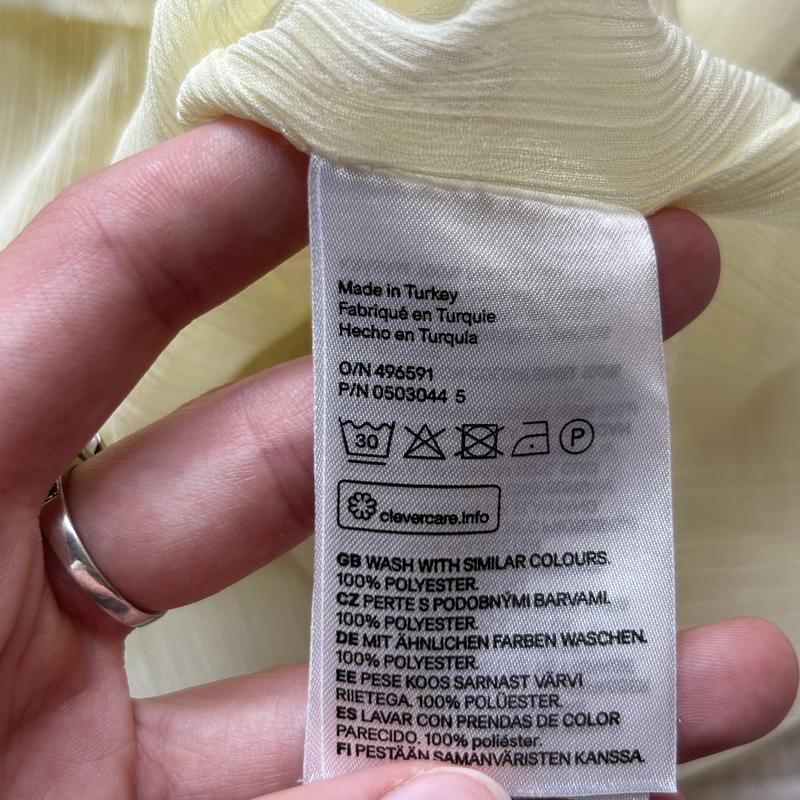 Made in Turkey
Fabriqué en Turquie
Hecho en Turquía
O/N 496591
P/N 0503044 5
30
P
clevercare.info
GB WASH WITH SIMILAR COLOURS.
100% POLYESTER.
CZ PERTE S PODOBNÝMI BARVAMI.
100% POLYESTER.
DE MIT ÄHNLICHEN FARBEN WASCHEN.
100% POLYESTER.
EE PESE KOOS SARNAST VÄRVI
RIIETEGA. 100% POLÜESTER.
ES LAVAR CON PRENDAS DE COLOR
PARECIDO. 100% poliéster.
FI PESTÄÄN SAMANVÄRISTEN KANSSA.